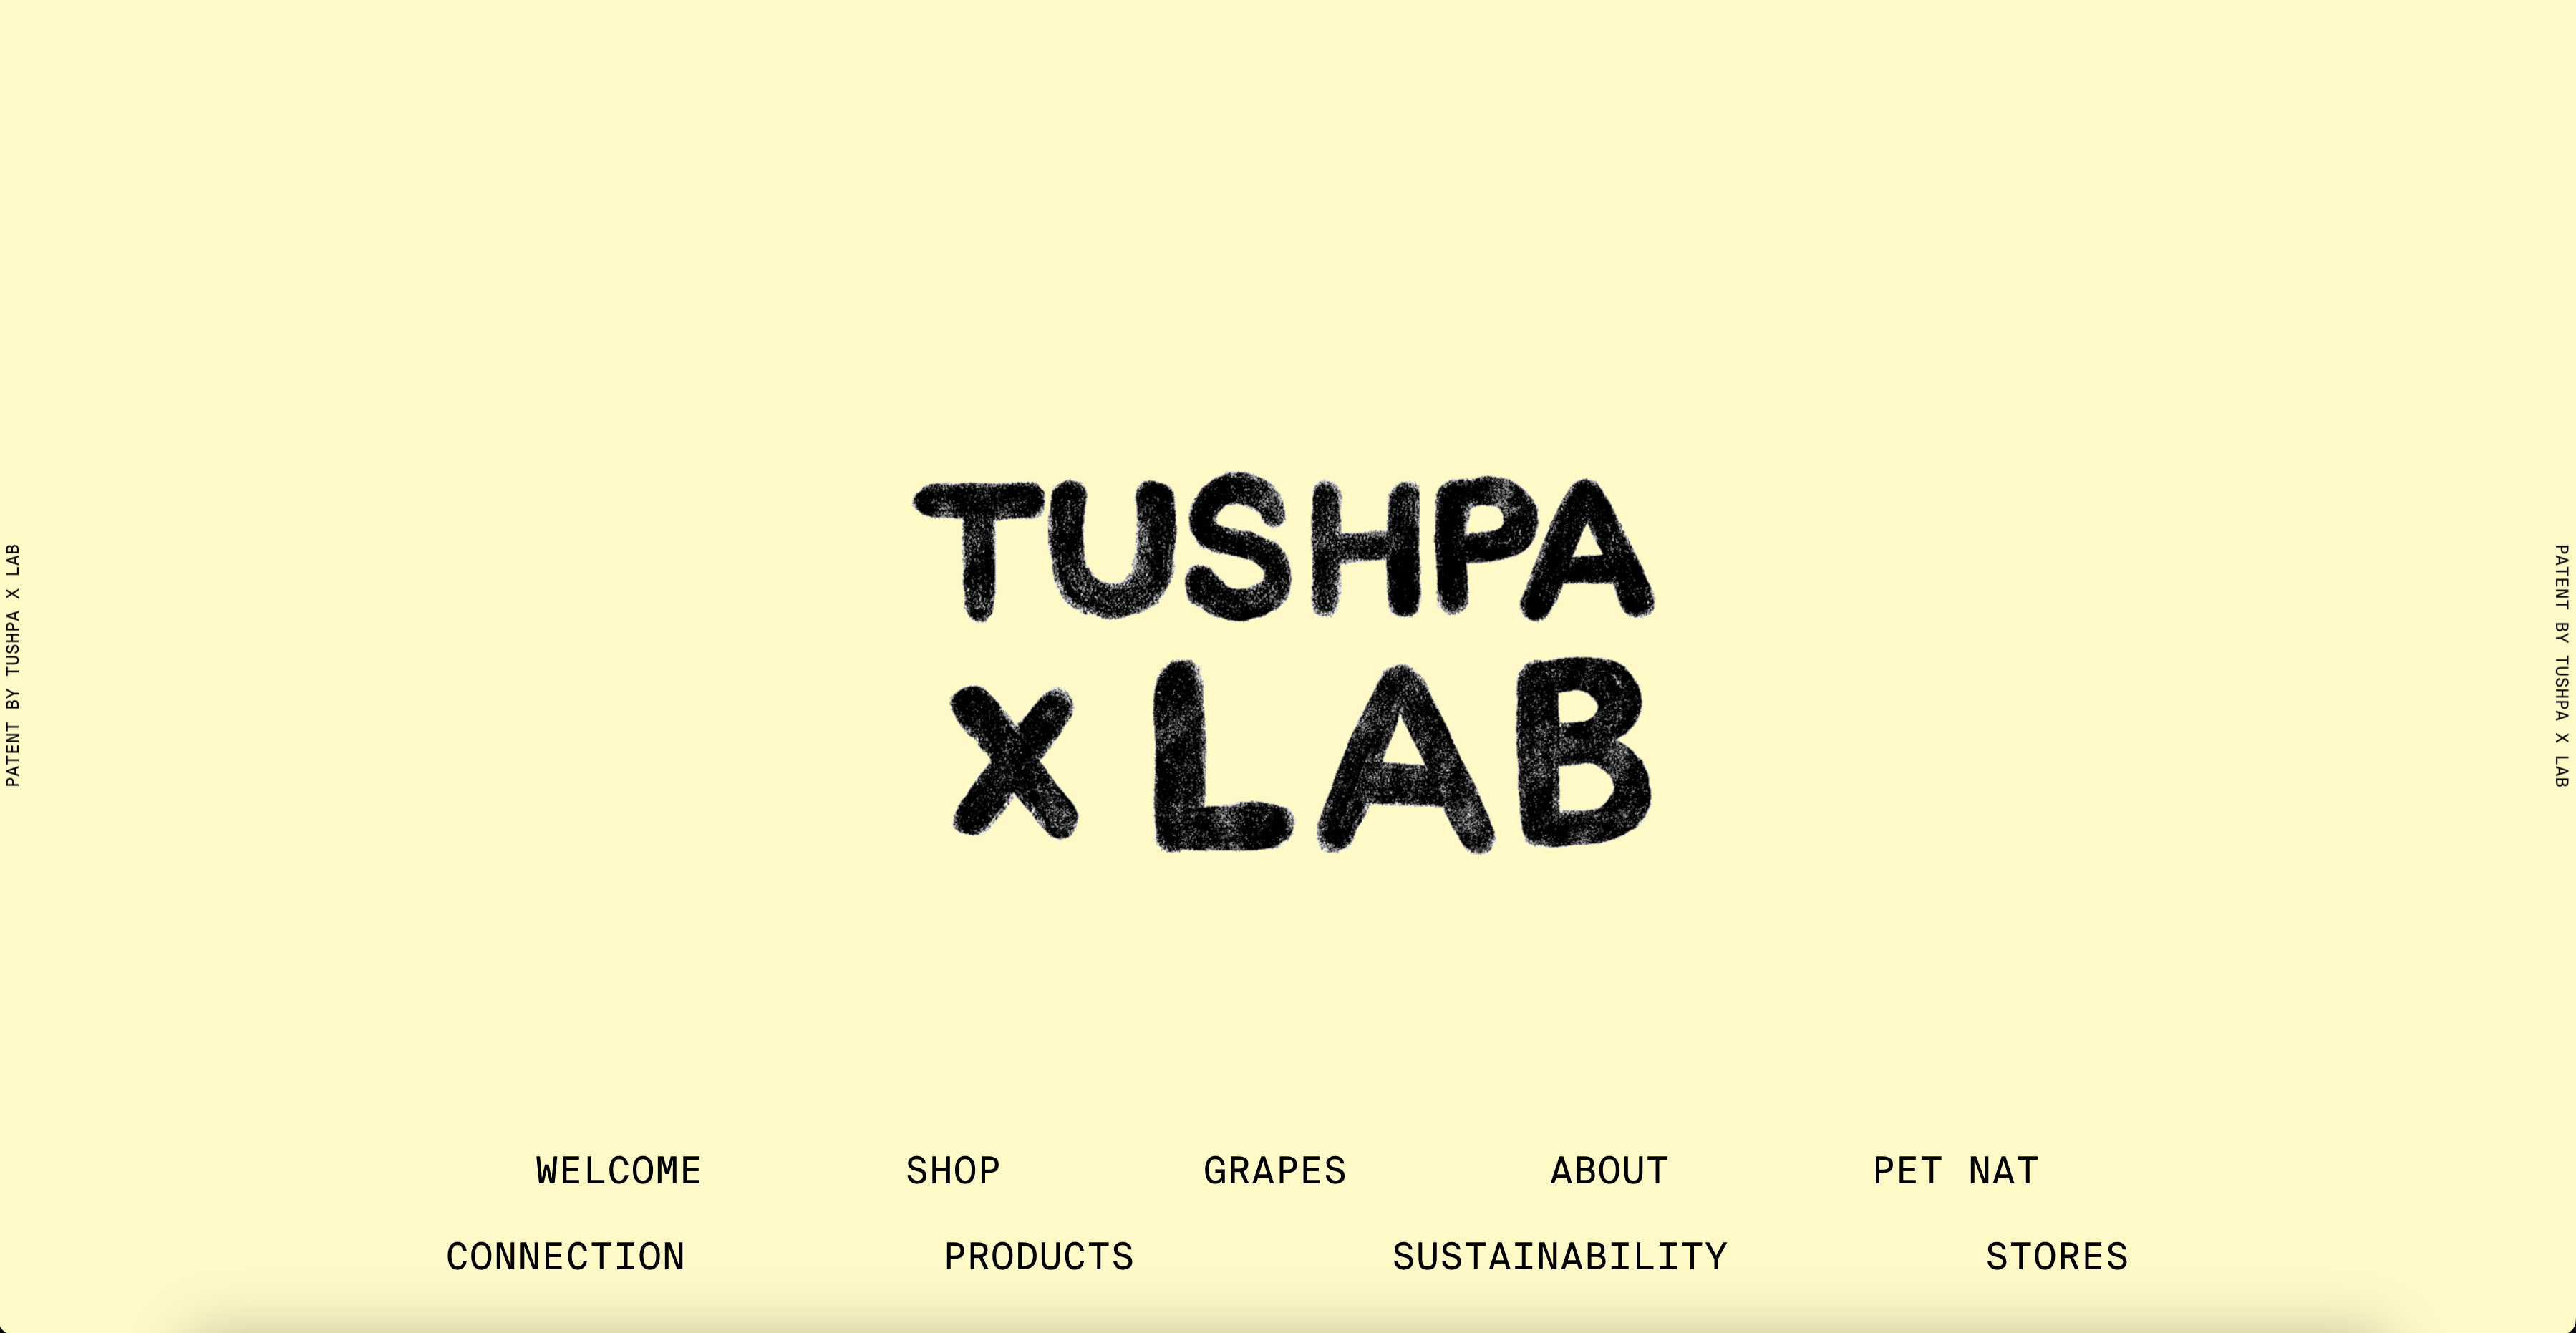 TUSHPA
X LAB
PATENT BY TUSHPA X LAB
PATENT BY TUSHPA X LAB
WELCOME SHOP GRAPES ABOUT PET NAT
CONNECTION PRODUCTS SUSTAINABILITY STORES